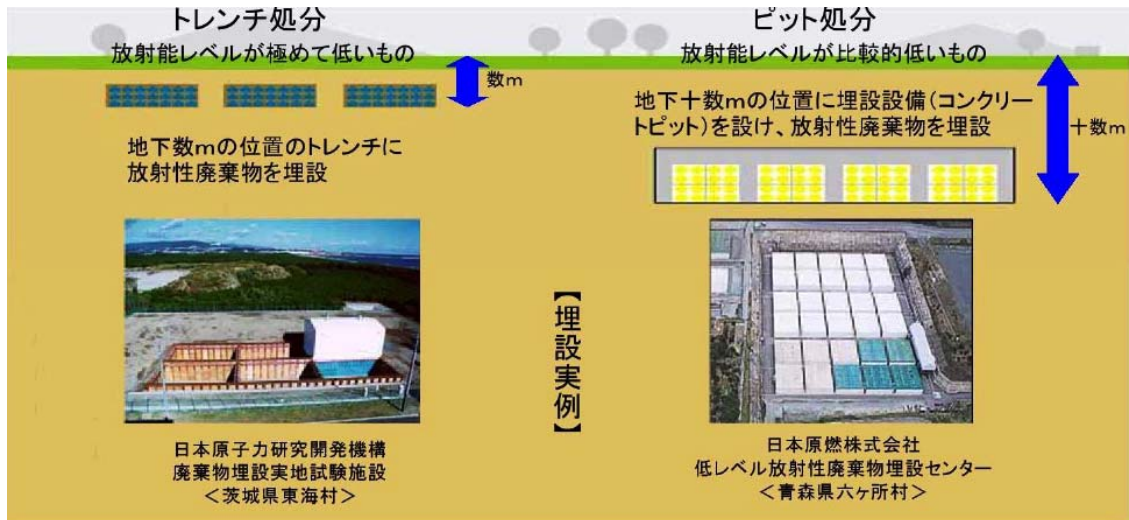 トレンチ処分
放射能レベルが極めて低いもの
数m
地下数mの位置のトレンチに
放射性廃棄物を埋設
日本原子力研究開発機構
廃棄物埋設実地試験施設
＜茨城県東海村＞
【埋設実例】
ピット処分
放射能レベルが比較的低いもの
地下十数mの位置に埋設設備(コンクリー
トピット)を設け、放射性廃棄物を埋設
十数m
日本原燃株式会社
低レベル放射性廃棄物埋設センター
＜青森県六ヶ所村＞